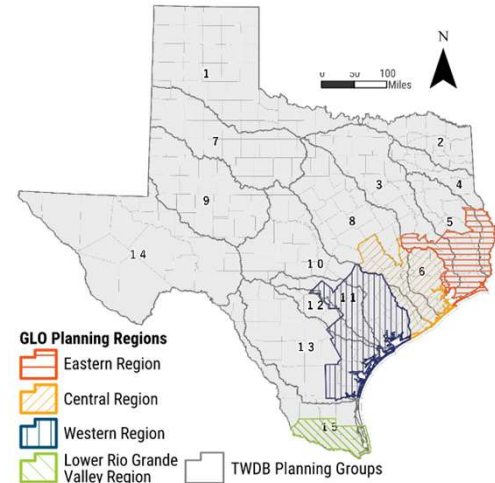 N
0 50 100
Miles
1
2
7
3
4
9
8
5
14
10
6
12
11
13
15
GLO Planning Regions
Eastern Region
Central Region
Western Region
Lower Rio Grande
Valley Region
TWDB Planning Groups